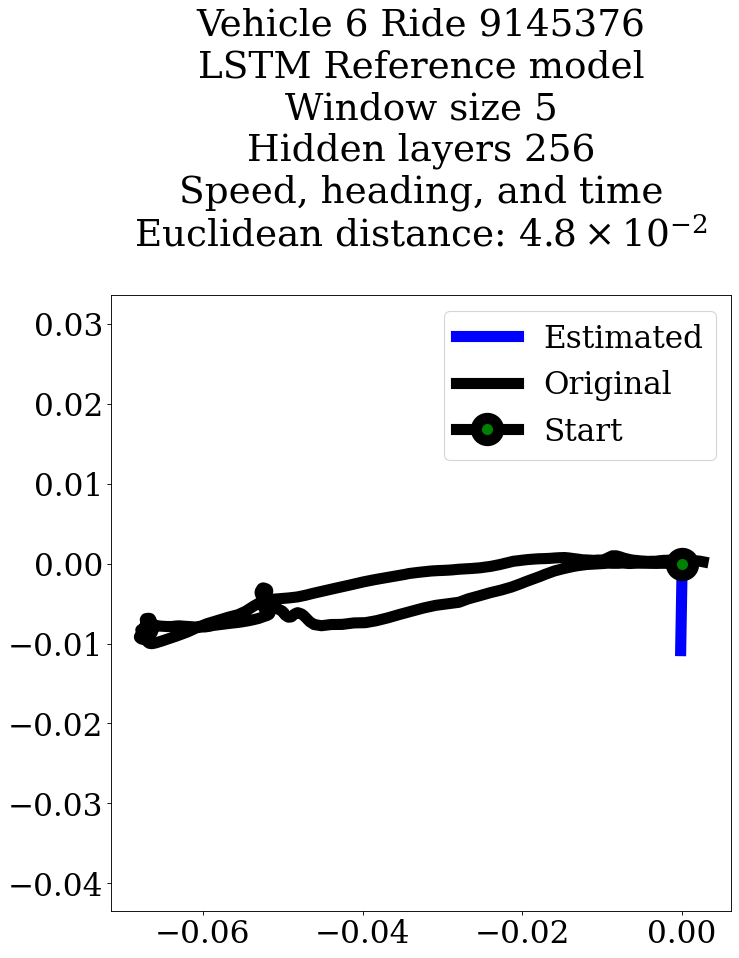 Vehicle 6 Ride 9145376
LSTM Reference model
Window size 5
Hidden layers 256
Speed, heading, and time
Euclidean distance: 4.8 × 10⁻²
Estimated
Original
Start
0.03
0.02
0.01
0.00
−0.01
−0.02
−0.03
−0.04
−0.06 −0.04 −0.02 0.00